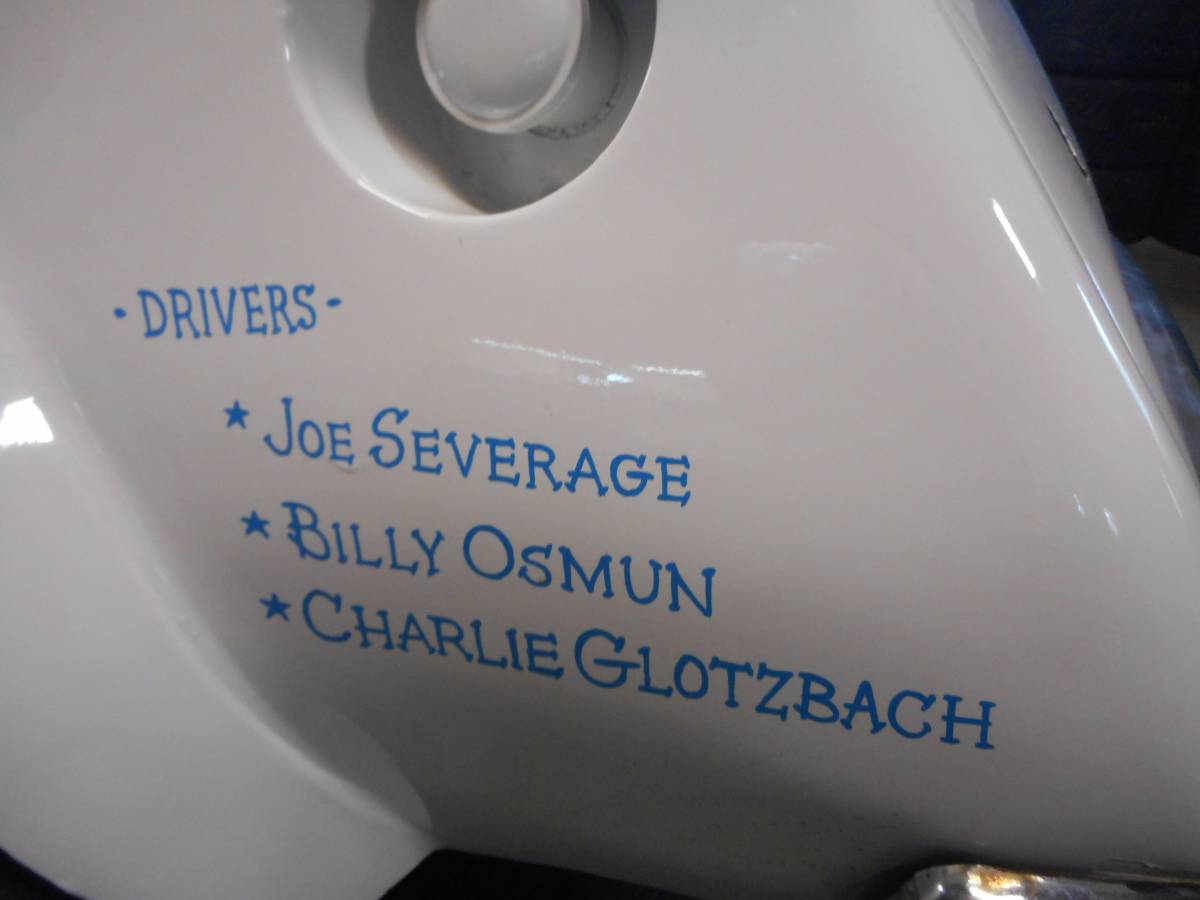 • DRIVERS •
★ JOE SEVERAGE
★ BILLY OSMUN
★ CHARLIE GLOTZBACH